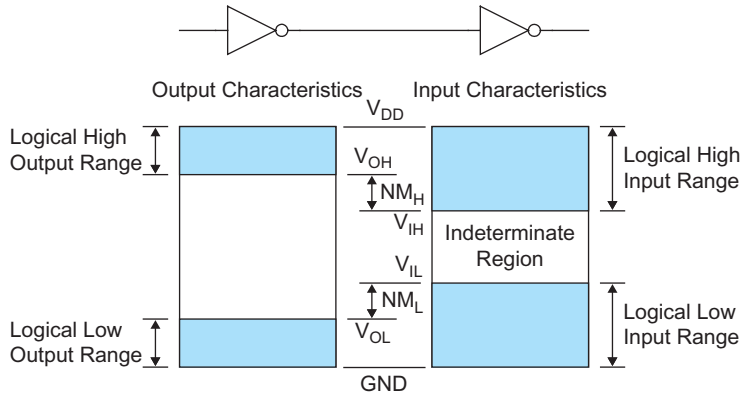 Output Characteristics
Input Characteristics
V_DD
Logical High
Output Range
V_OH
NM_H
V_IH
Logical High
Input Range
Indeterminate
Region
V_IL
NM_L
V_OL
Logical Low
Output Range
Logical Low
Input Range
GND